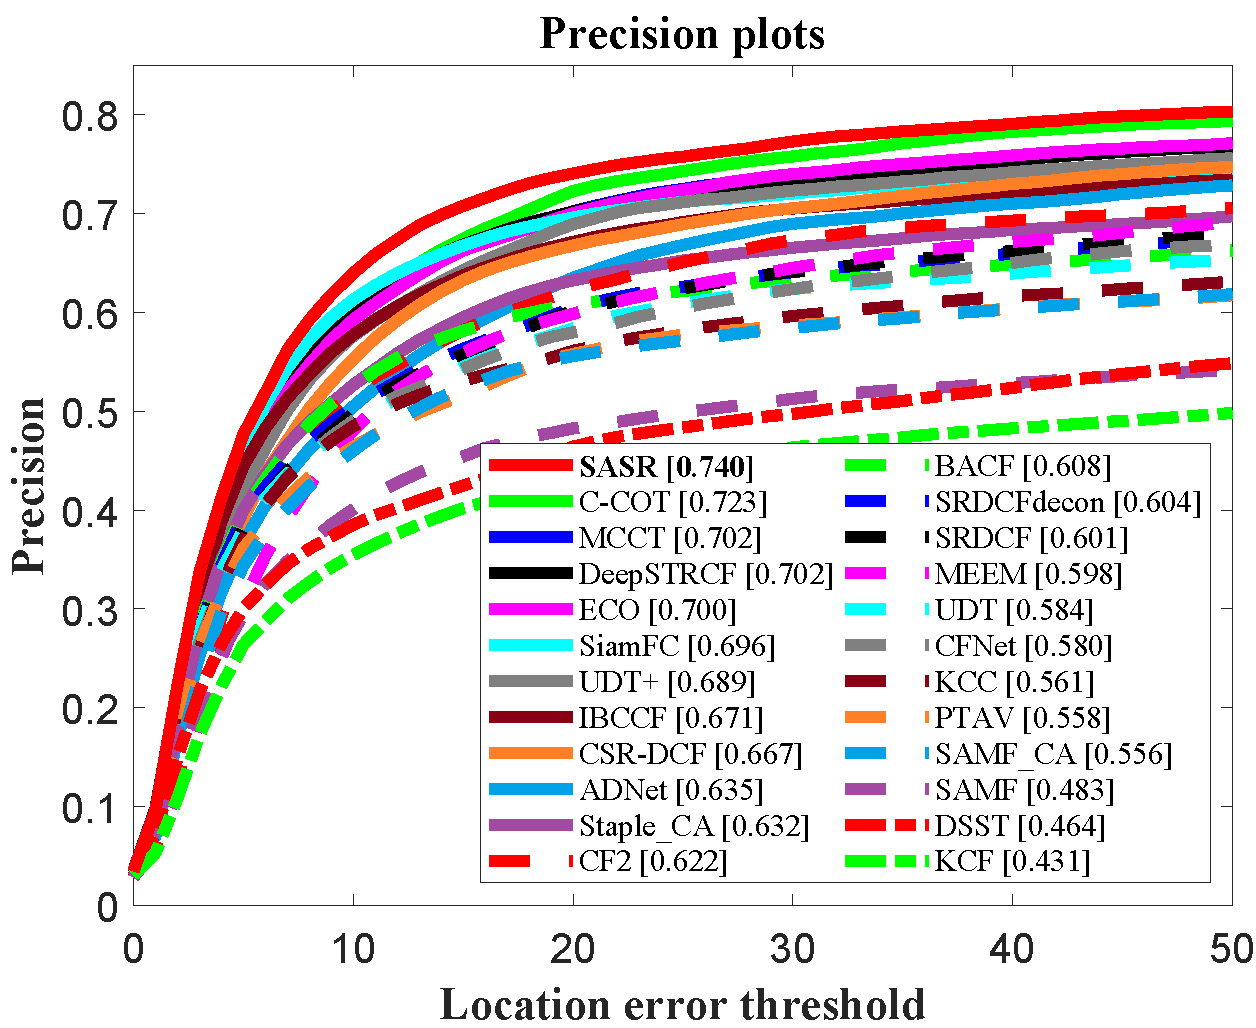 Precision plots
Precision
0.8
0.7
0.6
0.5
0.4
0.3
0.2
0.1
0
SASR [0.740]
C-COT [0.723]
MCCT [0.702]
DeepSTRCF [0.702]
ECO [0.700]
SiamFC [0.696]
UDT+ [0.689]
IBCCF [0.671]
CSR-DCF [0.667]
ADNet [0.635]
Staple_CA [0.632]
CF2 [0.622]
BACF [0.608]
SRDCFdecon [0.604]
SRDCF [0.601]
MEEM [0.598]
UDT [0.584]
CFNet [0.580]
KCC [0.561]
PTAV [0.558]
SAMF_CA [0.556]
SAMF [0.483]
DSST [0.464]
KCF [0.431]
0 10 20 30 40 50
Location error threshold